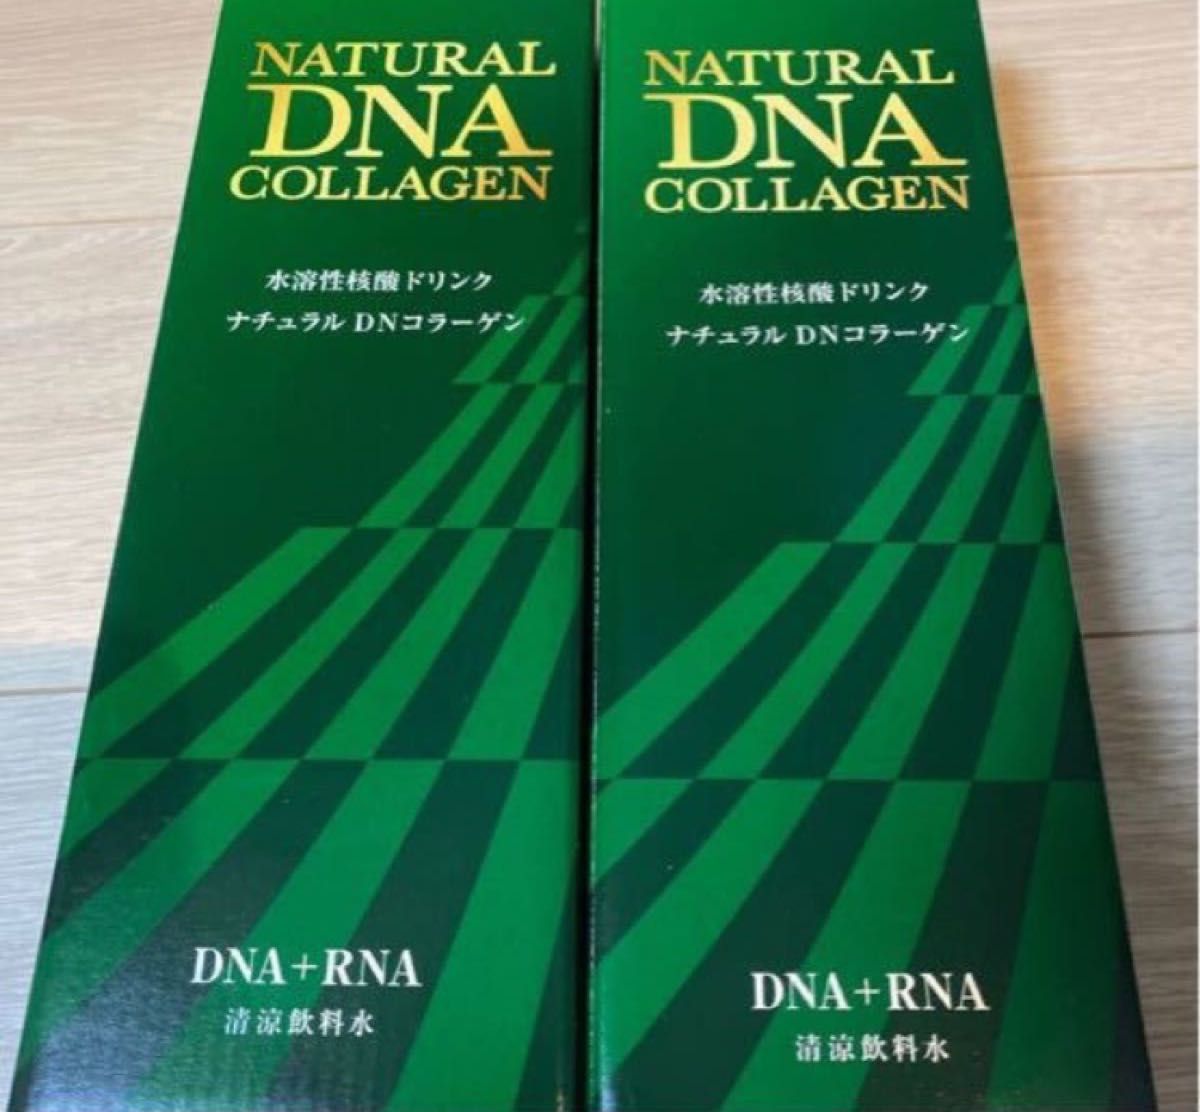 NATURAL
DNA
COLLAGEN
水溶性核酸ドリンク
ナチュラル DNコラーゲン
DNA+RNA
清涼飲料水
NATURAL
DNA
COLLAGEN
水溶性核酸ドリンク
ナチュラル DNコラーゲン
DNA+RNA
清涼飲料水